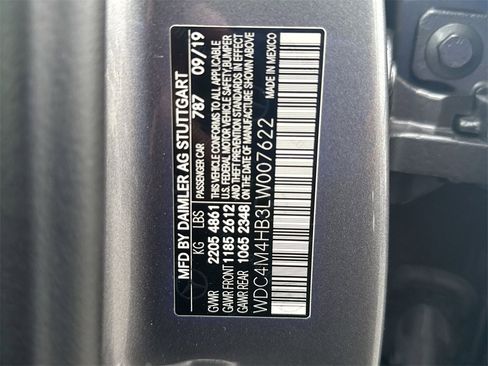 MFD BY DAIMLER AG STUTTGART
PASSENGER CAR 787 09/19
KG LBS
GVWR 2205 4861
GAWR FRONT 1185 2612
GAWR REAR 1065 2348
THIS VEHICLE CONFORMS TO ALL APPLICABLE
U.S. FEDERAL MOTOR VEHICLE SAFETY, BUMPER
AND THEFT PREVENTION STANDARDS IN EFFECT
ON THE DATE OF MANUFACTURE SHOWN ABOVE.
WDC4M4HB3LW007622
MADE IN MEXICO